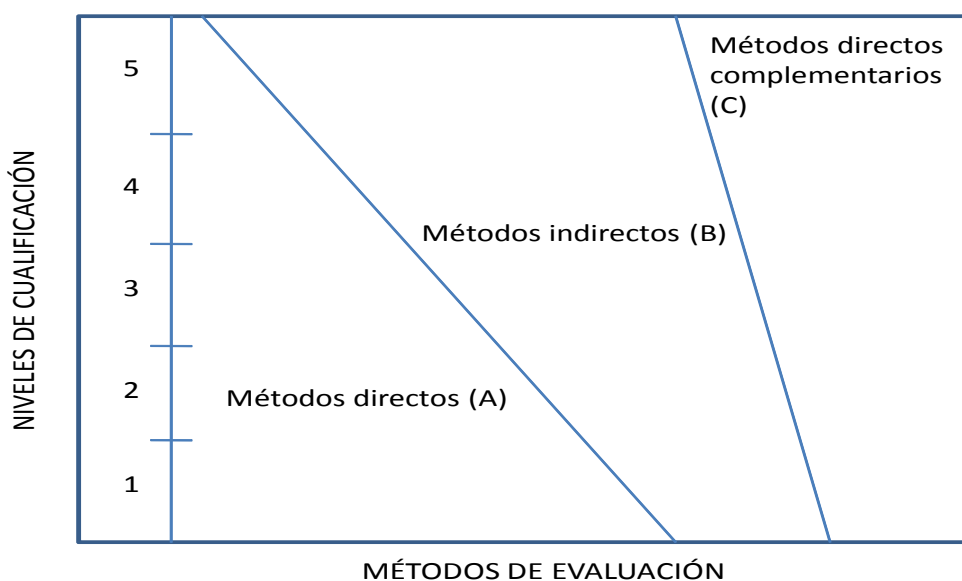 Métodos directos
complementarios
(C)
5
4
Métodos indirectos (B)
3
2
Métodos directos (A)
1
NIVELES DE CUALIFICACIÓN
MÉTODOS DE EVALUACIÓN